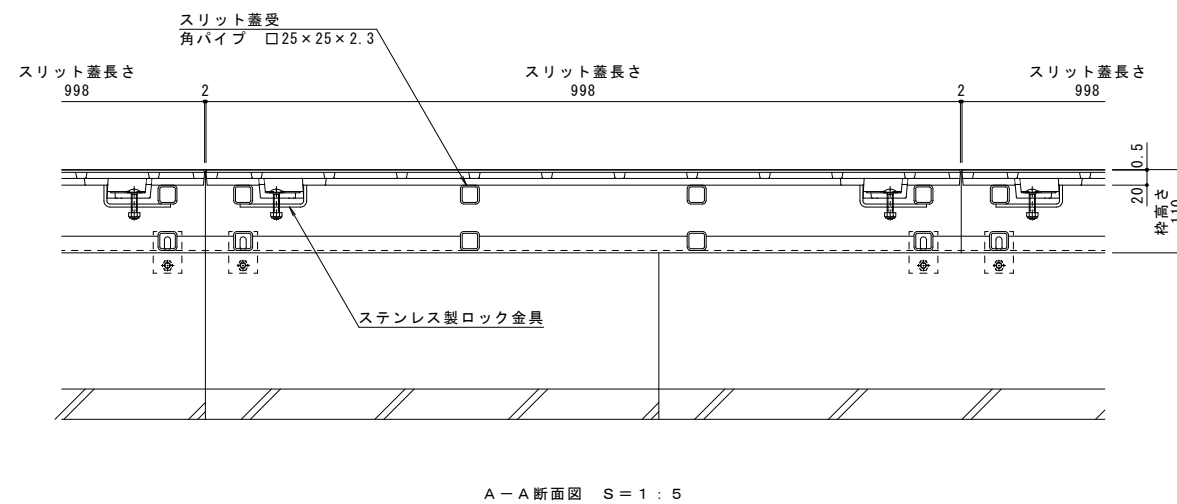 スリット蓋受
角パイプ □25×25×2.3
スリット蓋長さ
998
2
スリット蓋長さ
998
2
スリット蓋長さ
998
0.5
20
枠高さ
110
ステンレス製ロック金具
A-A断面図 S=1:5